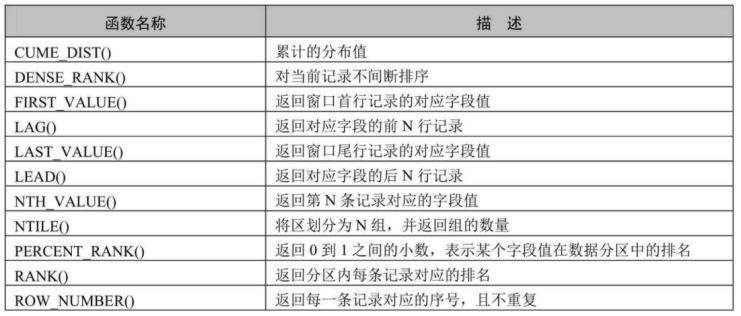 函数名称 描 述
CUME_DIST() 累计的分布值
DENSE_RANK() 对当前记录不间断排序
FIRST_VALUE() 返回窗口首行记录的对应字段值
LAG() 返回对应字段的前 N 行记录
LAST_VALUE() 返回窗口尾行记录的对应字段值
LEAD() 返回对应字段的后 N 行记录
NTH_VALUE() 返回第 N 条记录对应的字段值
NTILE() 将区划分为 N 组，并返回组的数量
PERCENT_RANK() 返回 0 到 1 之间的小数，表示某个字段值在数据分区中的排名
RANK() 返回分区内每条记录对应的排名
ROW_NUMBER() 返回每一条记录对应的序号，且不重复